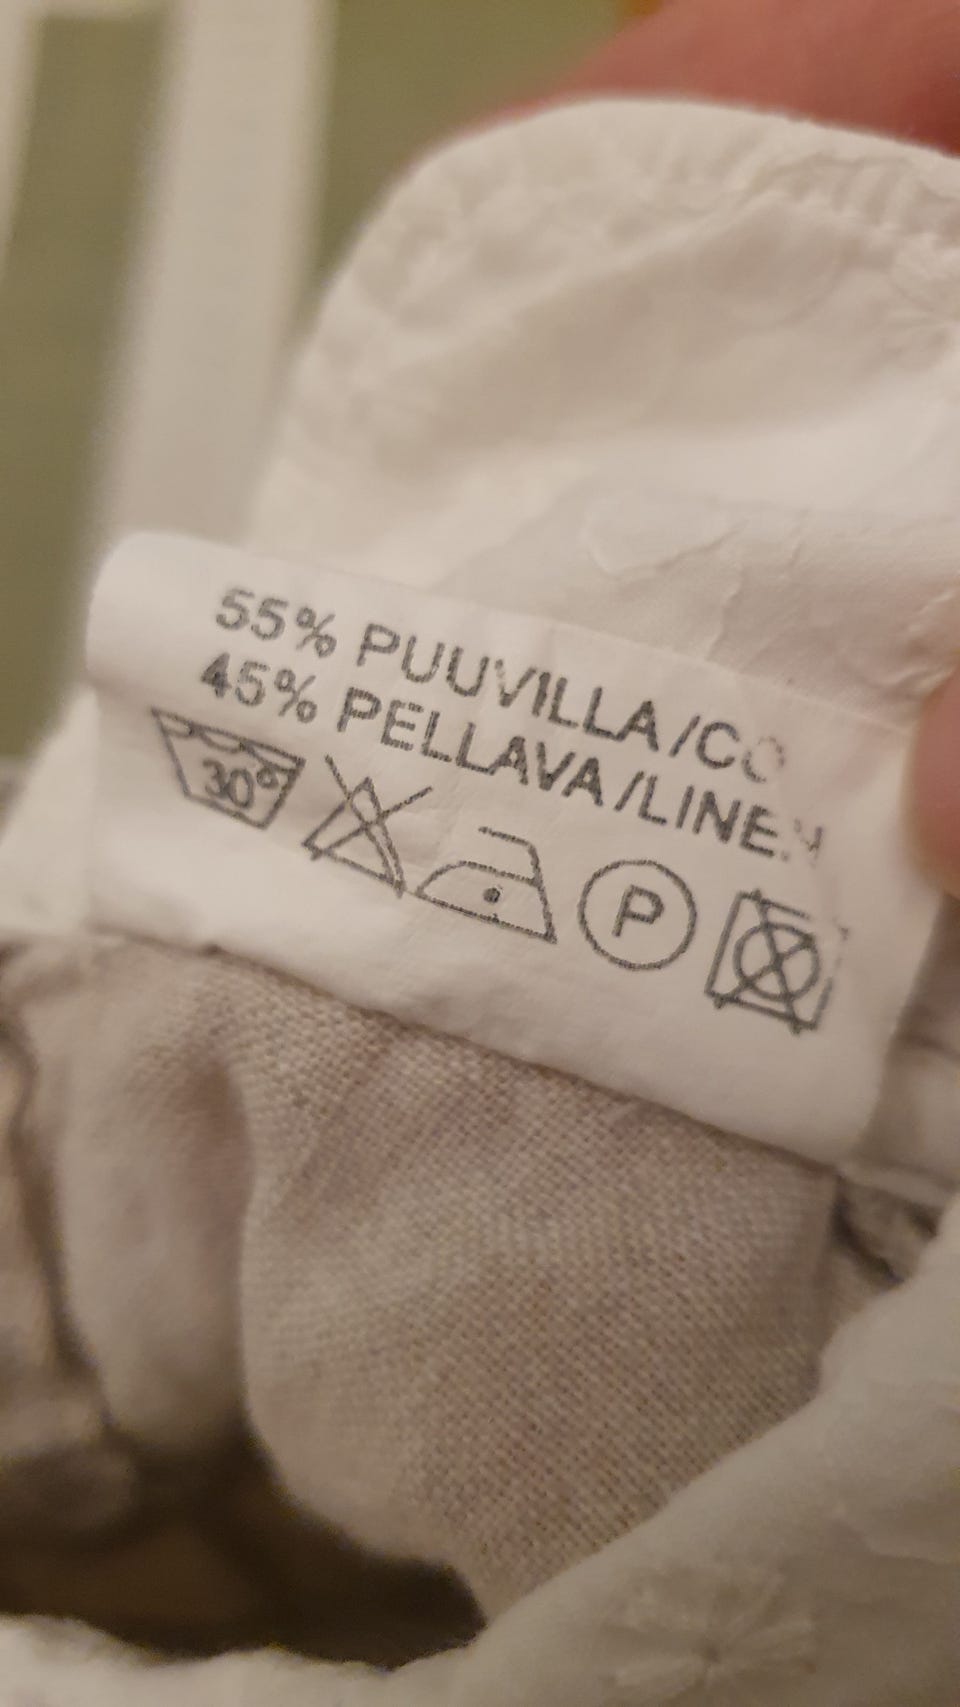 55% PUUVILLA/CO
45% PELLAVA/LINEN
30°
P